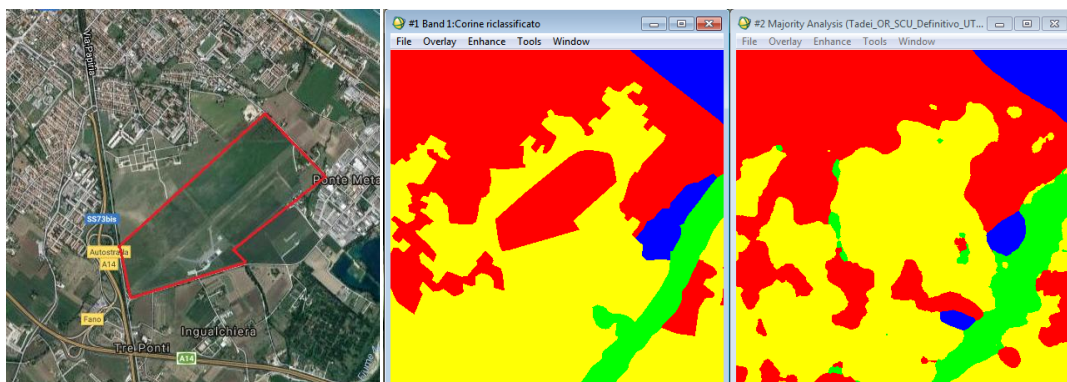 Via Papiria
Ponte Meta
SS73bis
Autostrada
A14
Fano
Ingualchiera
Tre Ponti
A14
Fiume
#1 Band 1:Corine riclassificato
File Overlay Enhance Tools Window
#2 Majority Analysis (Tadei_OR_SCU_Definitivo_UT...
File Overlay Enhance Tools Window